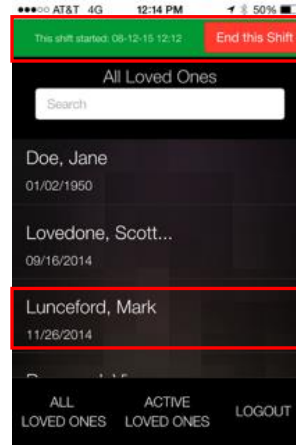 AT&T 4G 12:14 PM 50%
This shift started: 08-12-15 12:12 End this Shift
All Loved Ones
Search
Doe, Jane
01/02/1950
Lovedone, Scott...
09/16/2014
Lunceford, Mark
11/26/2014
ALL LOVED ONES
ACTIVE LOVED ONES
LOGOUT